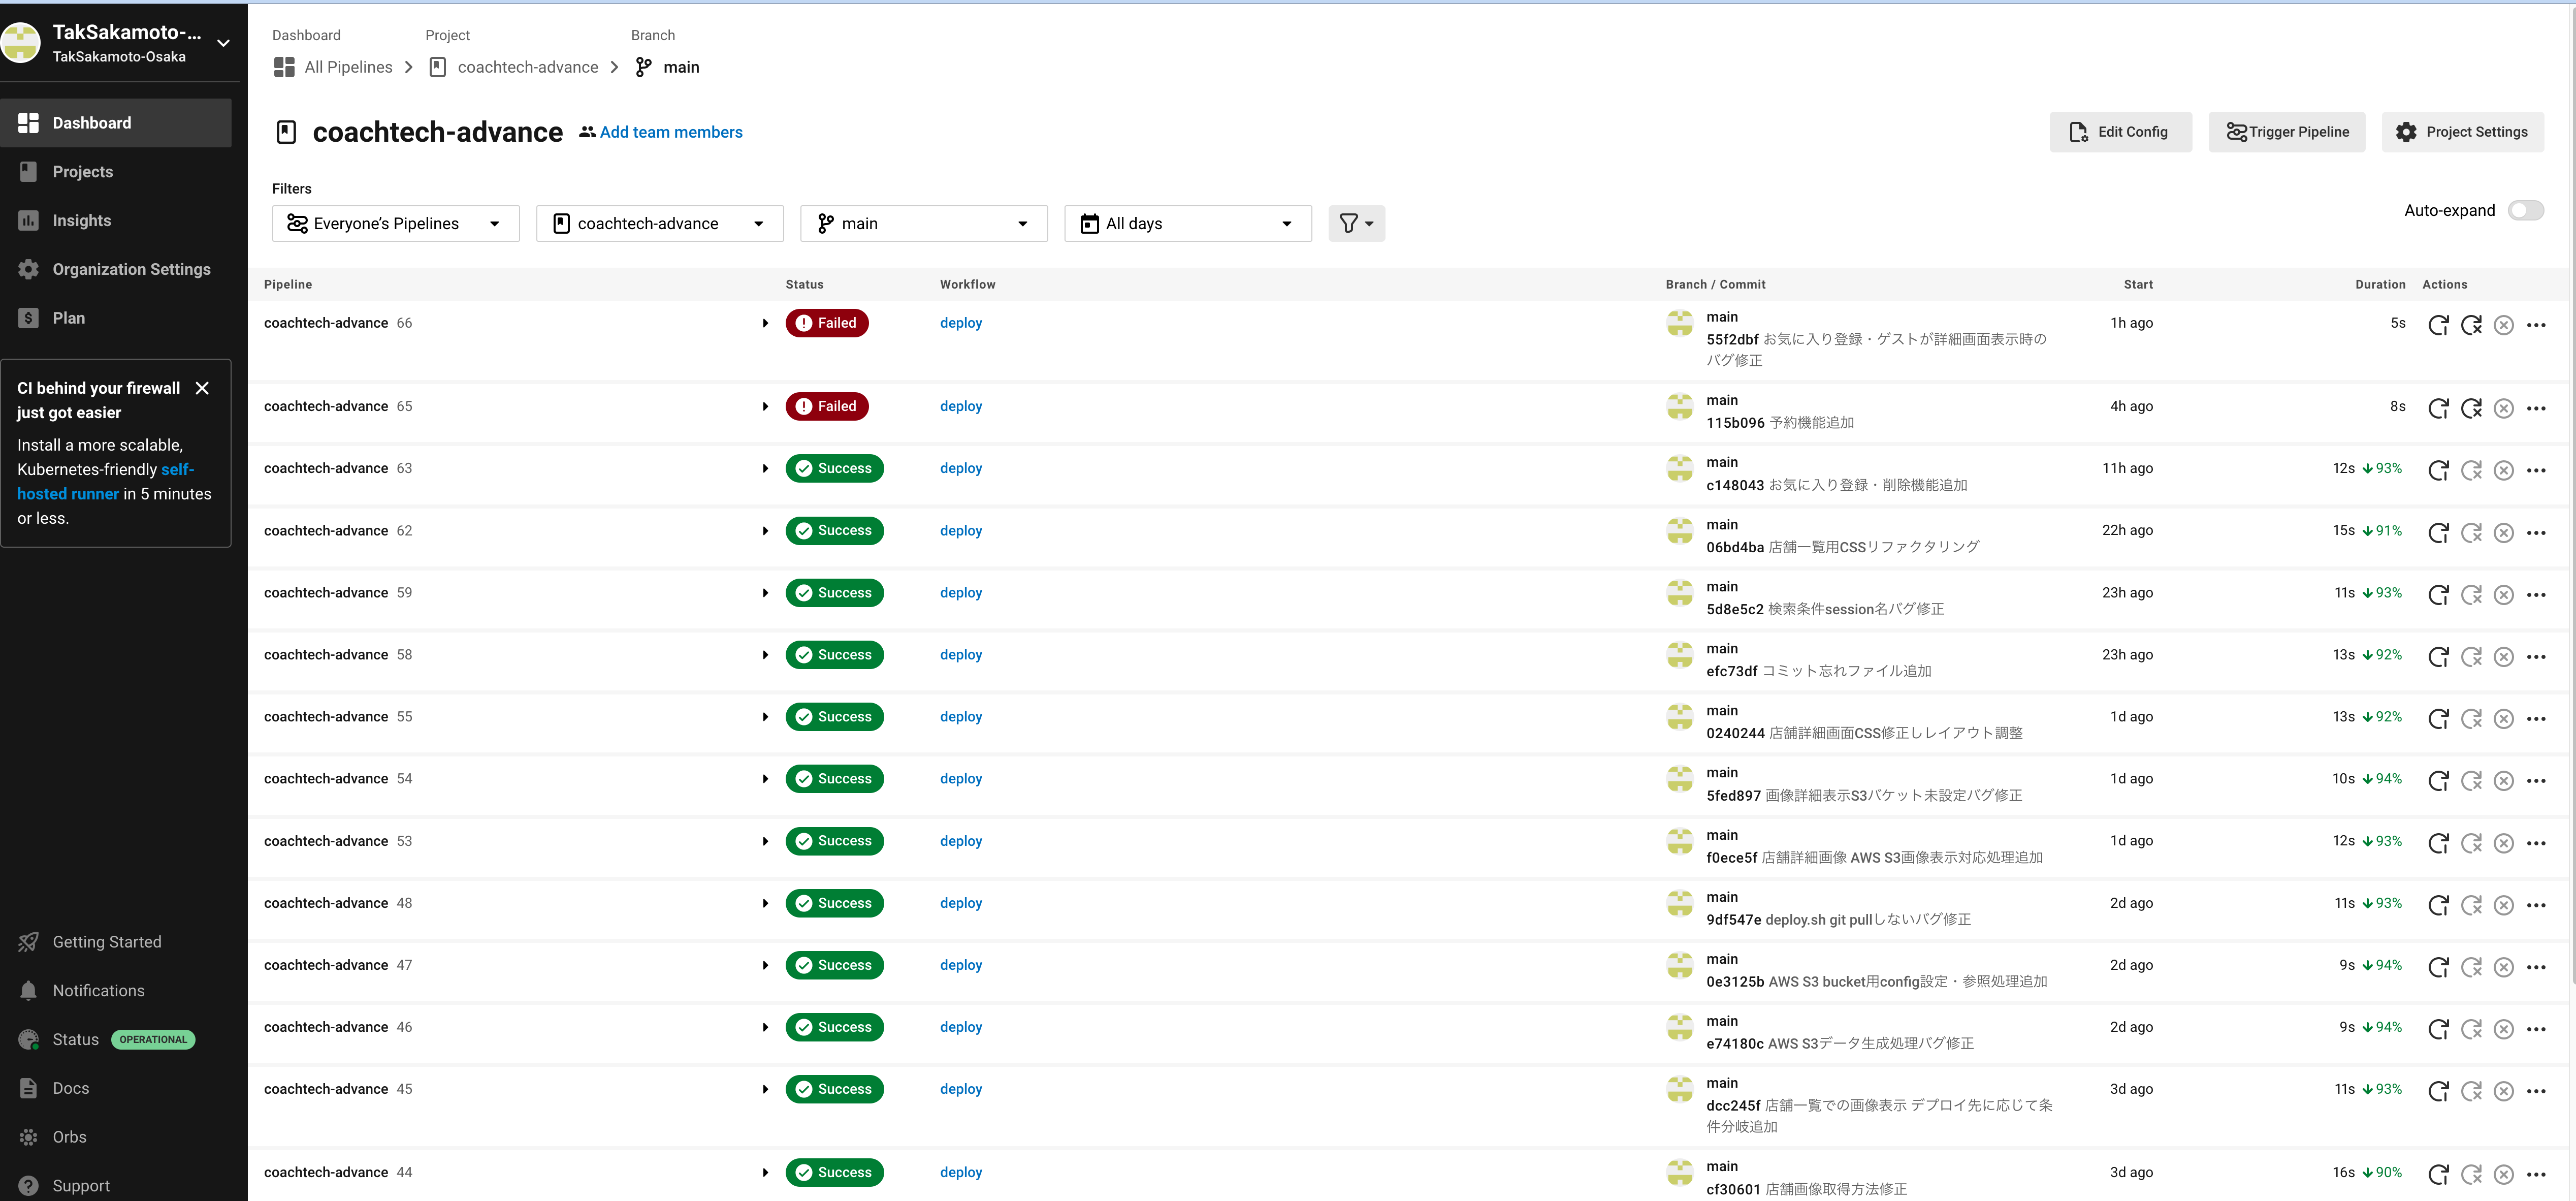 TakSakamoto-...
TakSakamoto-Osaka
Dashboard
Projects
Insights
Organization Settings
Plan
CI behind your firewall
just got easier
Install a more scalable,
Kubernetes-friendly self-
hosted runner in 5 minutes
or less.
Getting Started
Notifications
Status OPERATIONAL
Docs
Orbs
Support
Dashboard Project Branch
All Pipelines coachtech-advance main
coachtech-advance Add team members
Edit Config Trigger Pipeline Project Settings
Filters
Everyone’s Pipelines coachtech-advance main All days
Auto-expand
Pipeline Status Workflow Branch / Commit Start Duration Actions
coachtech-advance 66 Failed deploy main 1h ago 5s
55f2dbf お気に入り登録・ゲストが詳細画面表示時の
バグ修正
coachtech-advance 65 Failed deploy main 4h ago 8s
115b096 予約機能追加
coachtech-advance 63 Success deploy main 11h ago 12s 93%
c148043 お気に入り登録・削除機能追加
coachtech-advance 62 Success deploy main 22h ago 15s 91%
06bd4ba 店舗一覧用CSSリファクタリング
coachtech-advance 59 Success deploy main 23h ago 11s 93%
5d8e5c2 検索条件session名バグ修正
coachtech-advance 58 Success deploy main 23h ago 13s 92%
efc73df コミット忘れファイル追加
coachtech-advance 55 Success deploy main 1d ago 13s 92%
0240244 店舗詳細画面CSS修正しレイアウト調整
coachtech-advance 54 Success deploy main 1d ago 10s 94%
5fed897 画像詳細表示S3バケット未設定バグ修正
coachtech-advance 53 Success deploy main 1d ago 12s 93%
f0ece5f 店舗詳細画像 AWS S3画像表示対応処理追加
coachtech-advance 48 Success deploy main 2d ago 11s 93%
9df547e deploy.sh git pullしないバグ修正
coachtech-advance 47 Success deploy main 2d ago 9s 94%
0e3125b AWS S3 bucket用config設定・参照処理追加
coachtech-advance 46 Success deploy main 2d ago 9s 94%
e74180c AWS S3データ生成処理バグ修正
coachtech-advance 45 Success deploy main 3d ago 11s 93%
dcc245f 店舗一覧での画像表示 デプロイ先に応じて条
件分岐追加
coachtech-advance 44 Success deploy main 3d ago 16s 90%
cf30601 店舗画像取得方法修正